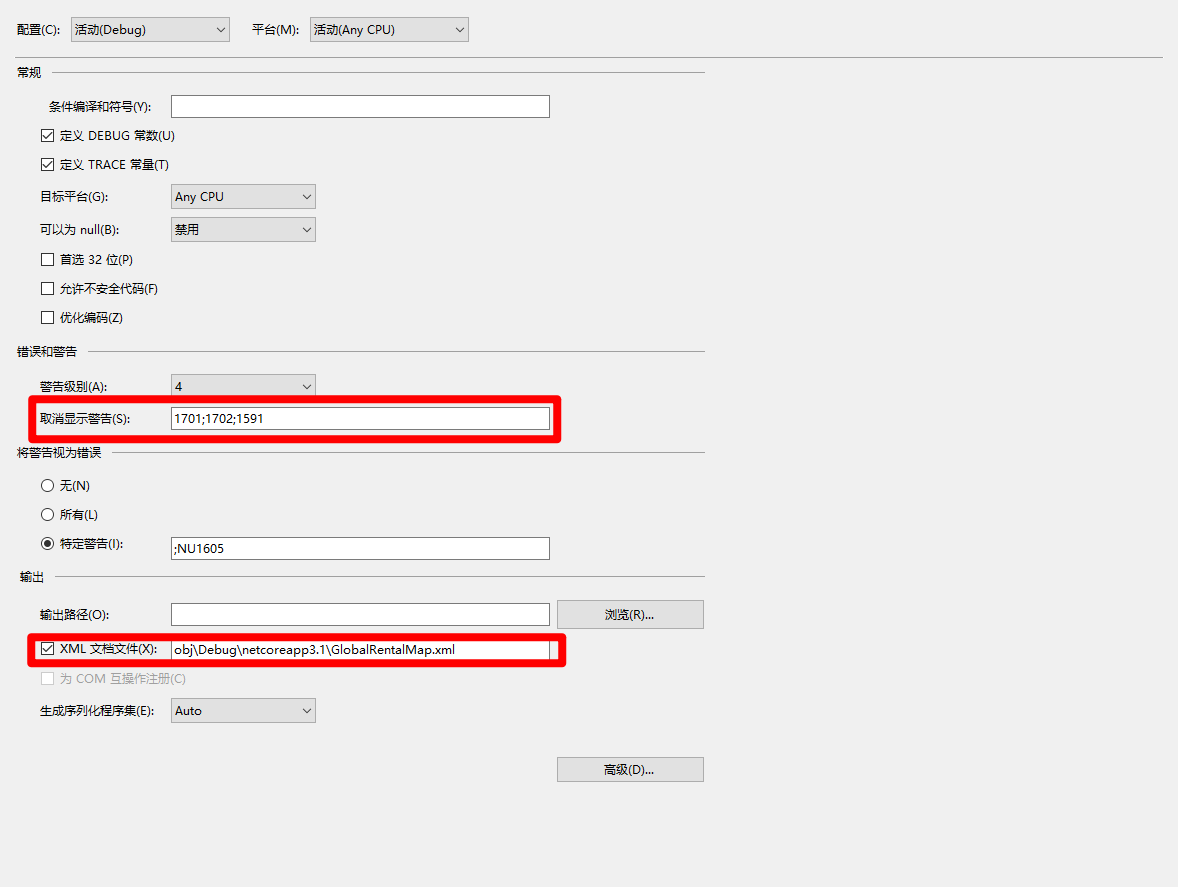 配置(C): 活动(Debug) 平台(M): 活动(Any CPU)
常规
条件编译和符号(Y):
定义 DEBUG 常数(U)
定义 TRACE 常量(T)
目标平台(G): Any CPU
可以为 null(B): 禁用
首选 32 位(P)
允许不安全代码(F)
优化编码(Z)
错误和警告
警告级别(A): 4
取消显示警告(S): 1701;1702;1591
将警告视为错误
无(N)
所有(L)
特定警告(I): ;NU1605
输出
输出路径(O): 浏览(R)...
XML 文档文件(X): obj\Debug\netcoreapp3.1\GlobalRentalMap.xml
为 COM 互操作注册(C)
生成序列化程序集(E): Auto
高级(D)...